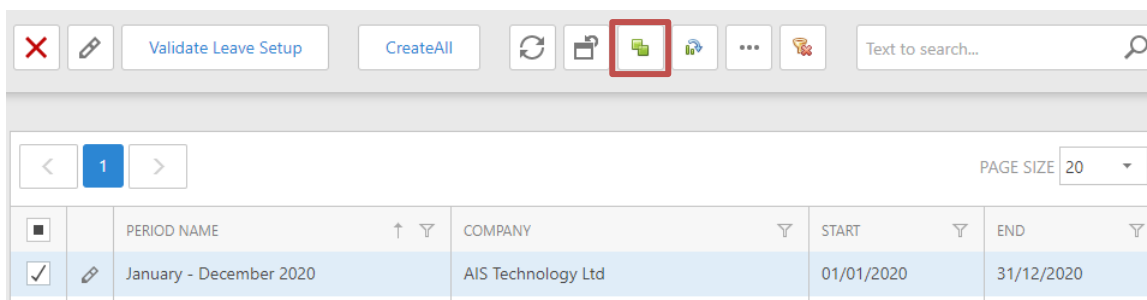 Validate Leave Setup CreateAll Text to search...
1 PAGE SIZE 20
PERIOD NAME COMPANY START END
January - December 2020 AIS Technology Ltd 01/01/2020 31/12/2020